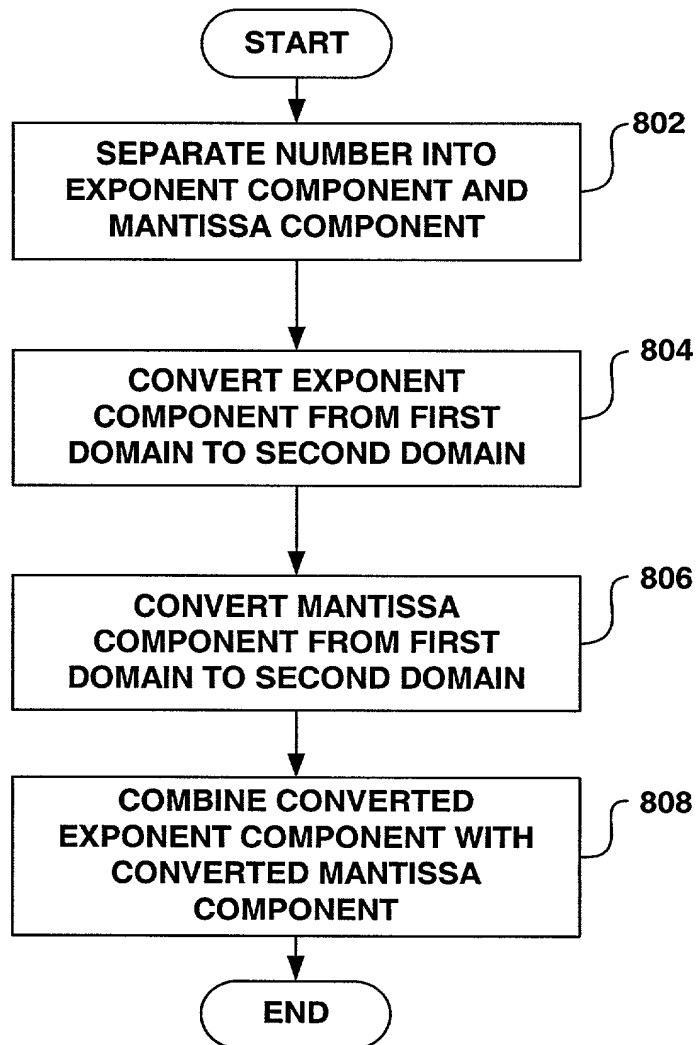 START
802
SEPARATE NUMBER INTO
EXPONENT COMPONENT AND
MANTISSA COMPONENT
804
CONVERT EXPONENT
COMPONENT FROM FIRST
DOMAIN TO SECOND DOMAIN
806
CONVERT MANTISSA
COMPONENT FROM FIRST
DOMAIN TO SECOND DOMAIN
808
COMBINE CONVERTED
EXPONENT COMPONENT WITH
CONVERTED MANTISSA
COMPONENT
END